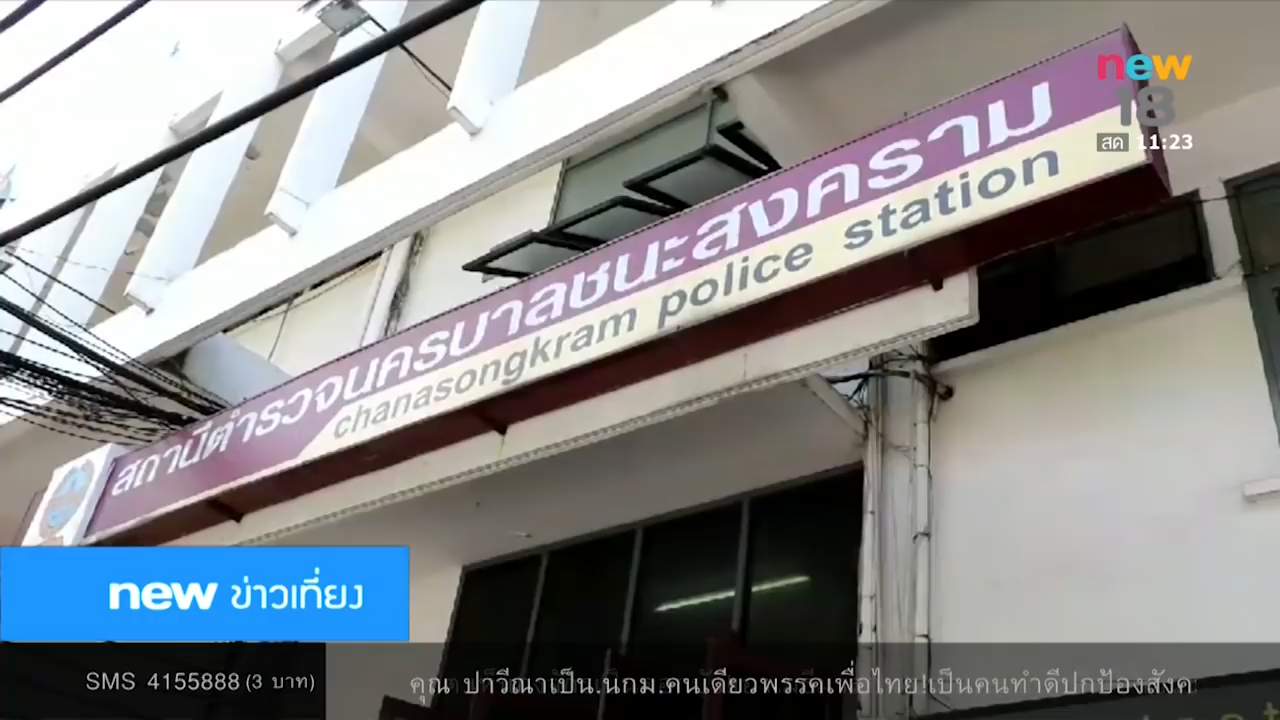 new
18
สด 11:23
สถานีตำรวจนครบาลชนะสงคราม
chanasongkram police station
new ข่าวเที่ยง
SMS 4155888 (3 บาท)
คุณ ปาวีณาเป็น.นิกม.คนเดียวพรรคเพื่อไทย!เป็นคนทำดีปกป้องสังค